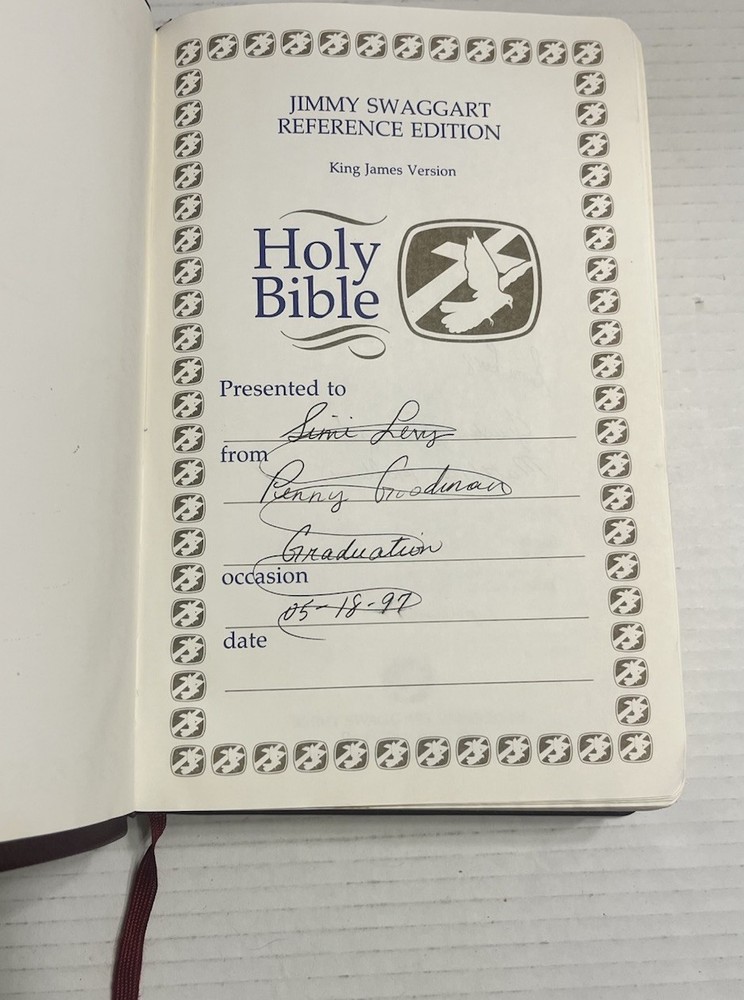 JIMMY SWAGGART
REFERENCE EDITION
King James Version
Holy
Bible
Presented to
Simi Levy
from
Penny Goodman
Graduation
occasion
05-18-97
date